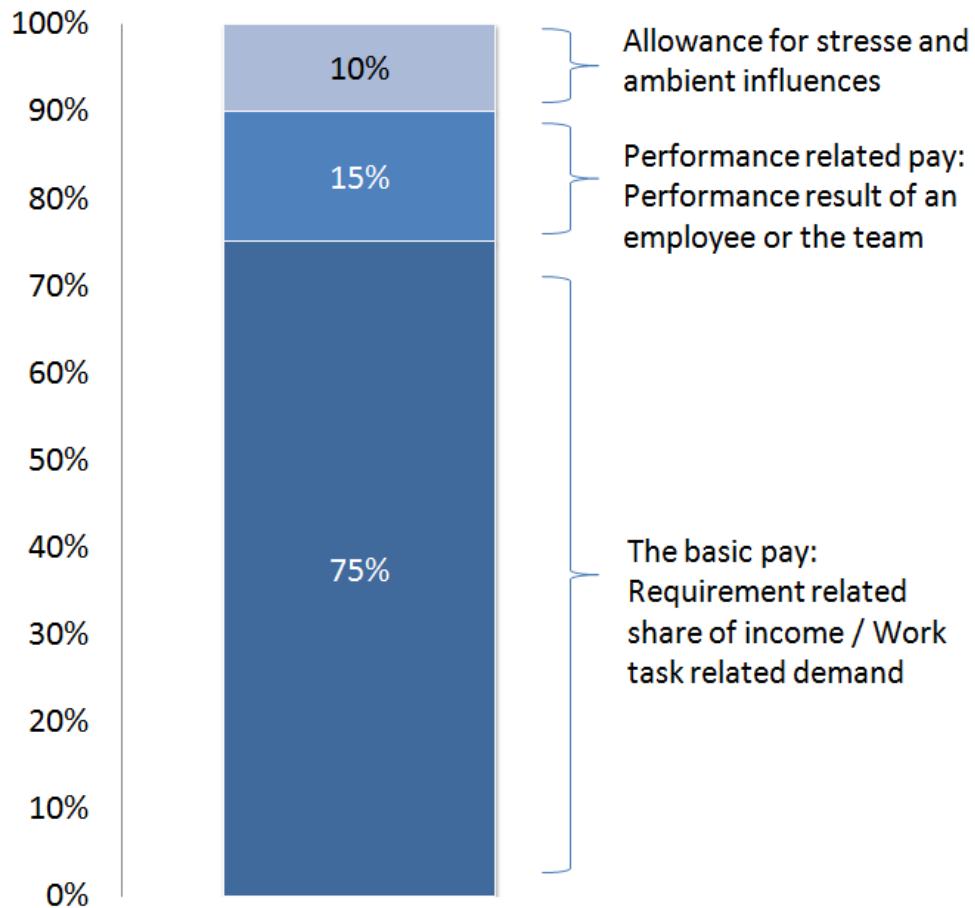 100%
90%
80%
70%
60%
50%
40%
30%
20%
10%
0%
10%
15%
75%
Allowance for stresse and
ambient influences
Performance related pay:
Performance result of an
employee or the team
The basic pay:
Requirement related
share of income / Work
task related demand